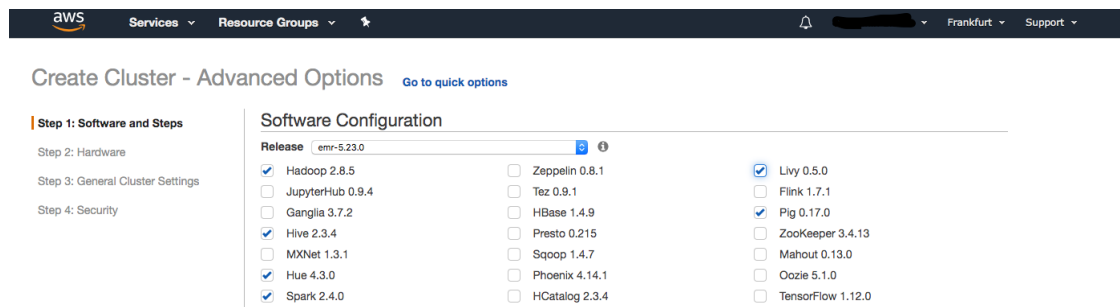 aws Services Resource Groups Frankfurt Support
Create Cluster - Advanced Options Go to quick options
Step 1: Software and Steps
Step 2: Hardware
Step 3: General Cluster Settings
Step 4: Security
Software Configuration
Release emr-5.23.0
Hadoop 2.8.5 Zeppelin 0.8.1 Livy 0.5.0
JupyterHub 0.9.4 Tez 0.9.1 Flink 1.7.1
Ganglia 3.7.2 HBase 1.4.9 Pig 0.17.0
Hive 2.3.4 Presto 0.215 ZooKeeper 3.4.13
MXNet 1.3.1 Sqoop 1.4.7 Mahout 0.13.0
Hue 4.3.0 Phoenix 4.14.1 Oozie 5.1.0
Spark 2.4.0 HCatalog 2.3.4 TensorFlow 1.12.0